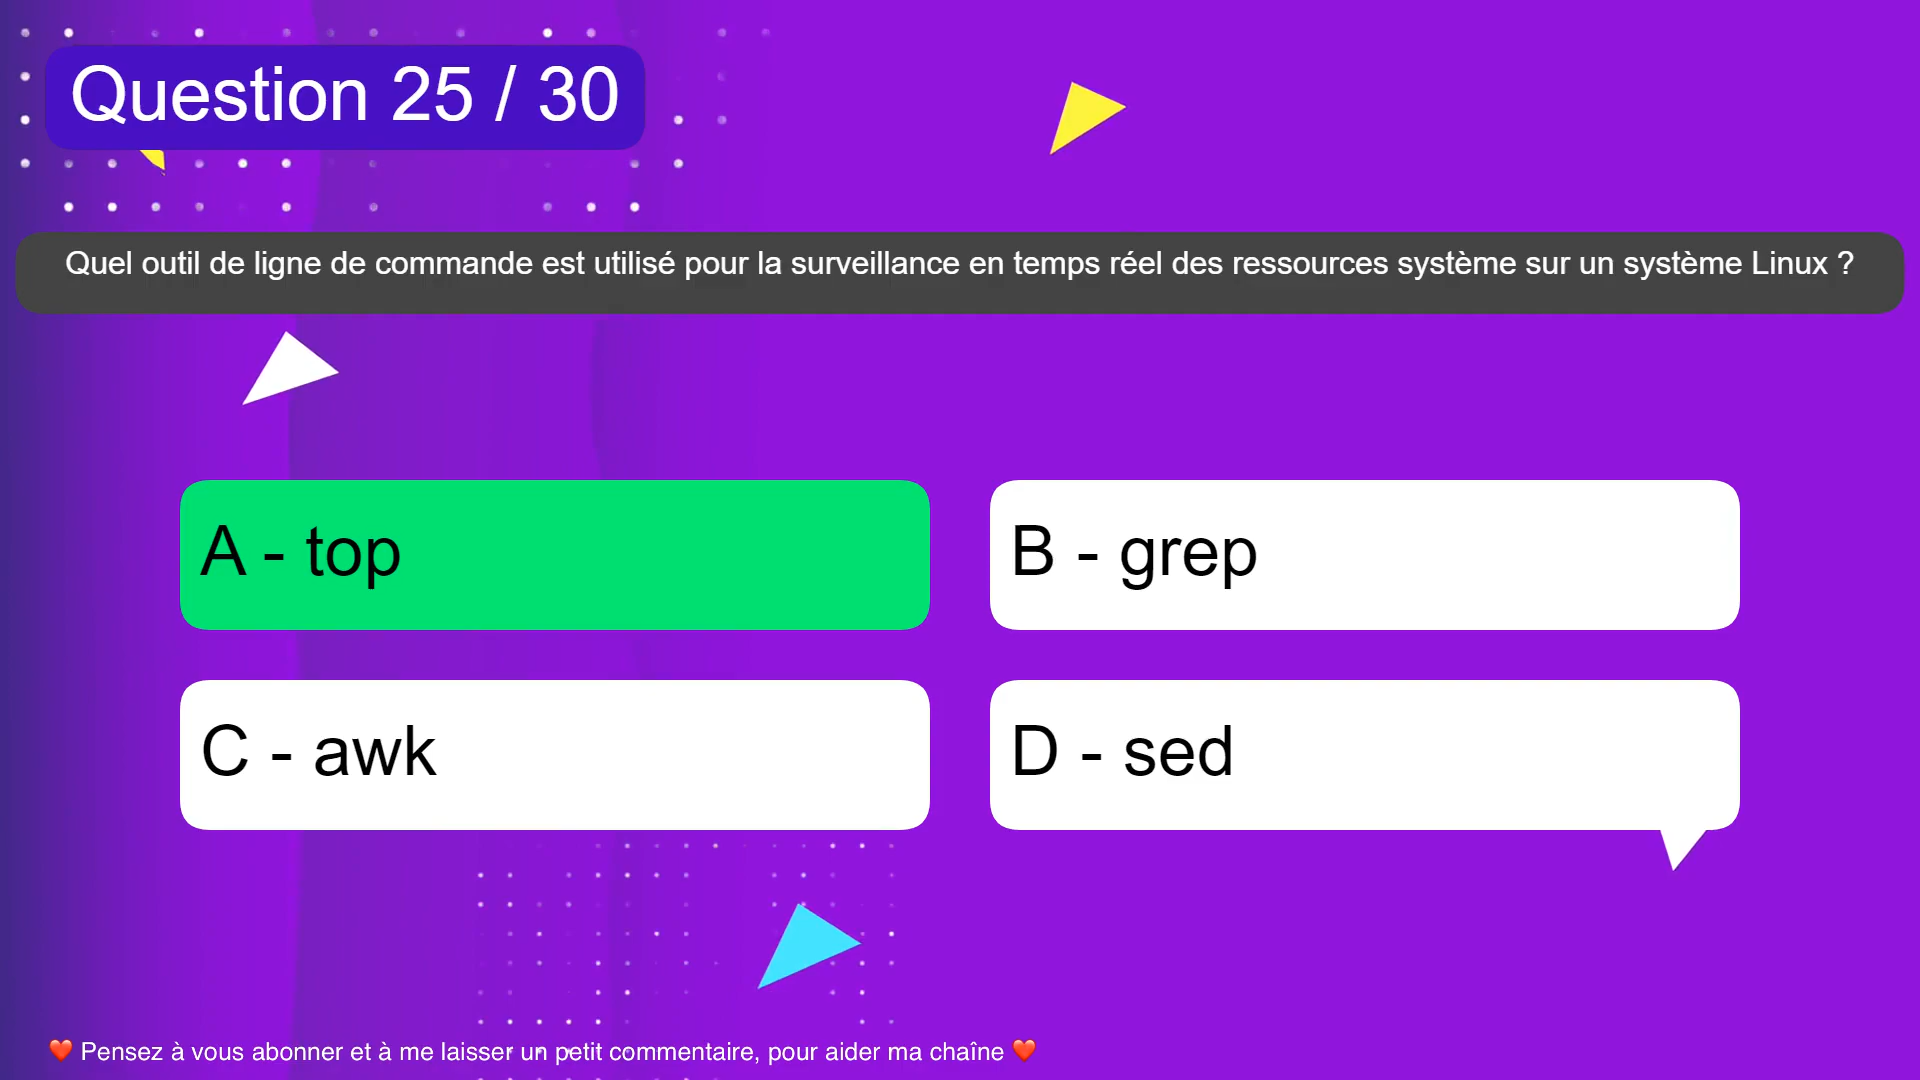 Question 25 / 30
Quel outil de ligne de commande est utilisé pour la surveillance en temps réel des ressources système sur un système Linux ?
A - top
B - grep
C - awk
D - sed
❤️ Pensez à vous abonner et à me laisser un petit commentaire, pour aider ma chaîne ❤️